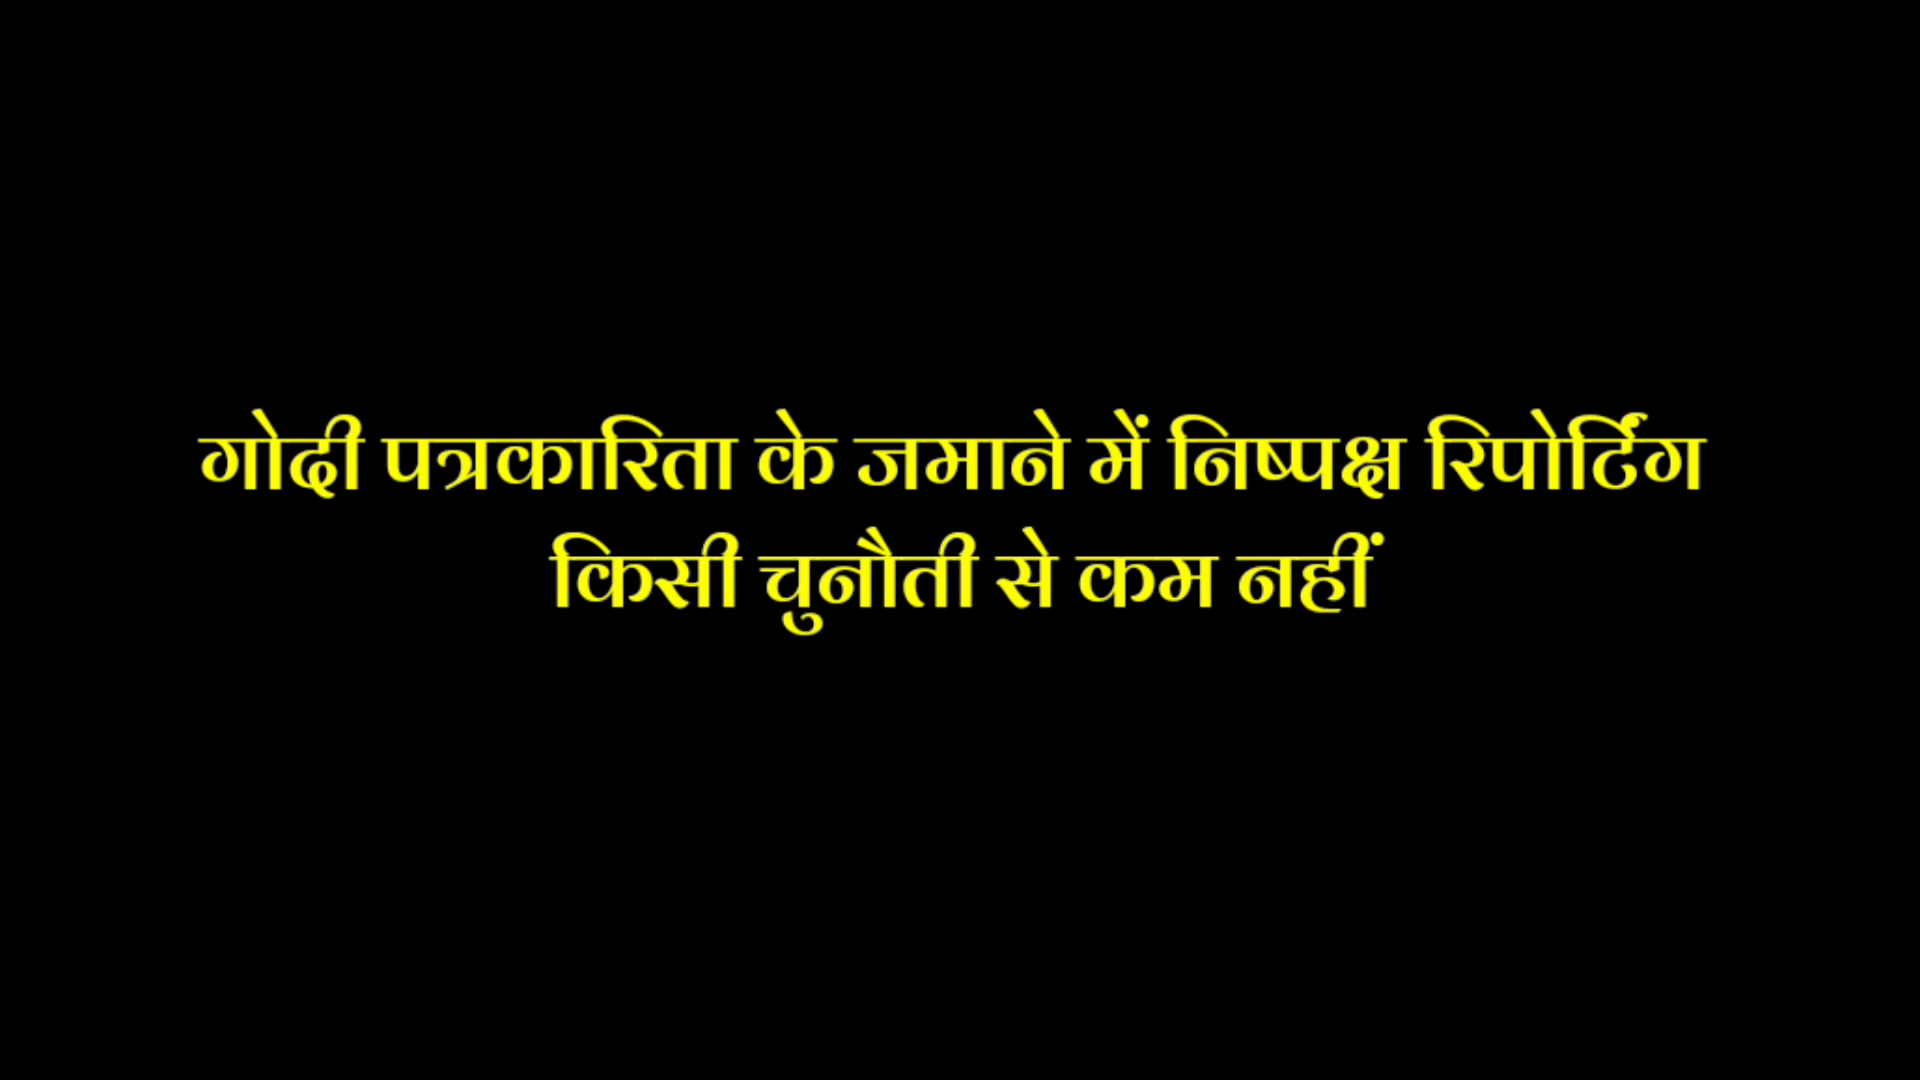 गोदी पत्रकारिता के जमाने में निष्पक्ष रिपोर्टिंग
किसी चुनौती से कम नहीं